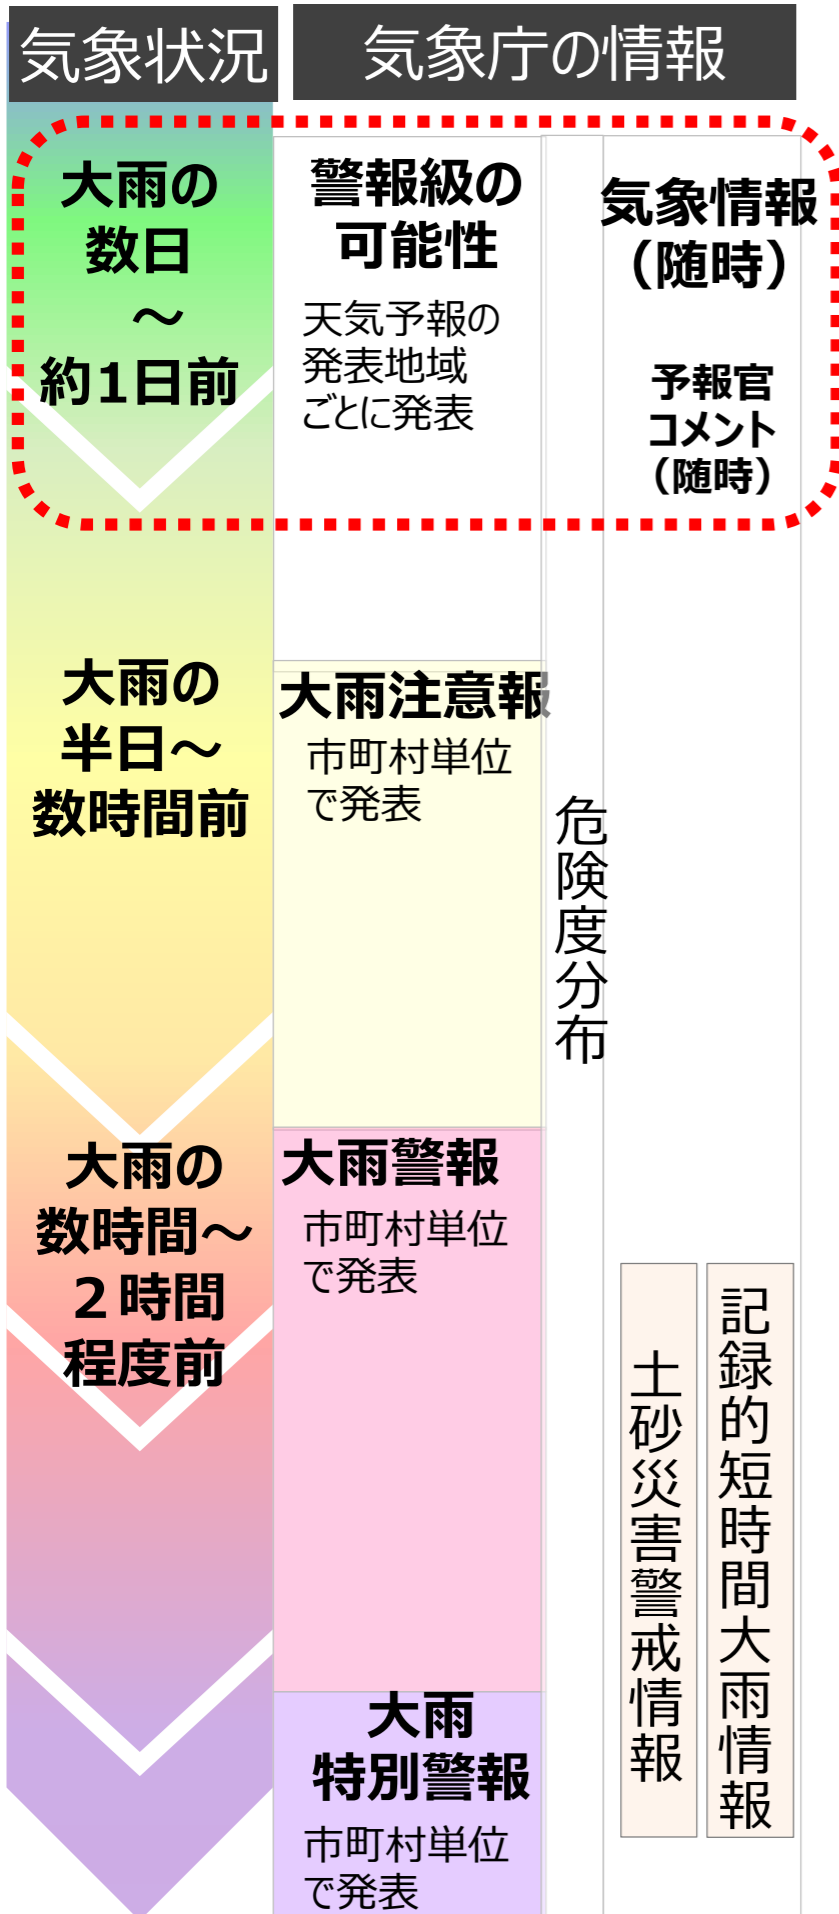 気象状況
気象庁の情報
大雨の
数日
～
約1日前
警報級の
可能性
天気予報の
発表地域
ごとに発表
気象情報
（随時）
予報官
コメント
（随時）
大雨の
半日～
数時間前
大雨注意報
市町村単位
で発表
危険度分布
大雨の
数時間～
２時間
程度前
大雨警報
市町村単位
で発表
土砂災害警戒情報
記録的短時間大雨情報
大雨
特別警報
市町村単位
で発表